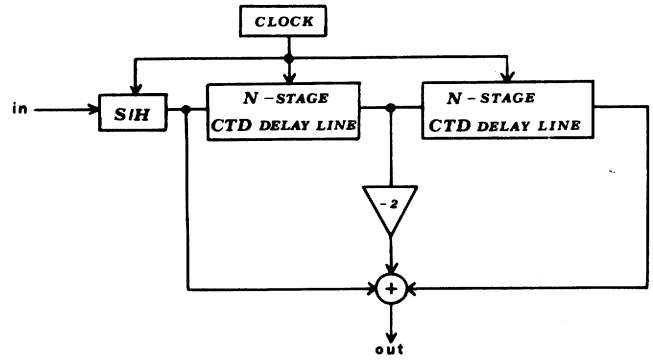 CLOCK
in
S/H
N-STAGE
CTD DELAY LINE
N-STAGE
CTD DELAY LINE
-2
+
out